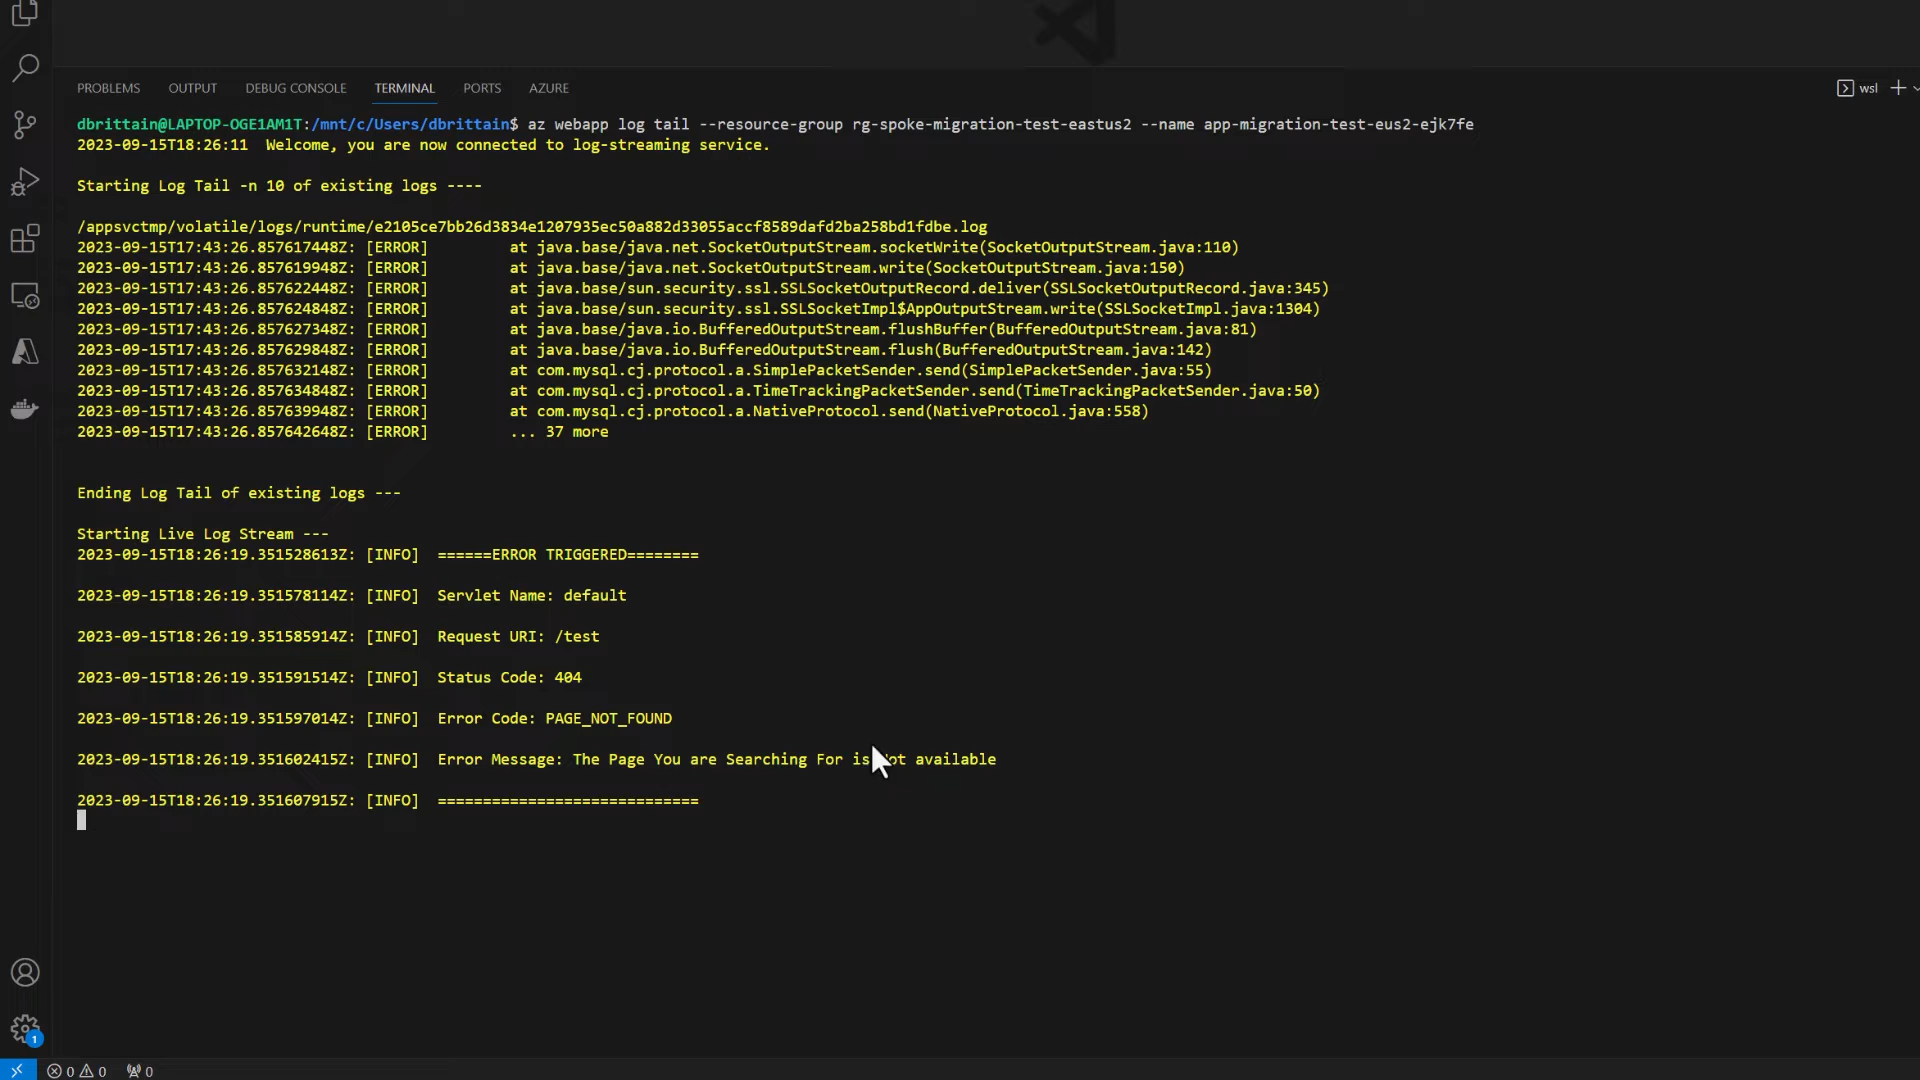 PROBLEMS OUTPUT DEBUG CONSOLE TERMINAL PORTS AZURE wsl
dbrittain@LAPTOP-OGE1AM1T:/mnt/c/Users/dbrittain$ az webapp log tail --resource-group rg-spoke-migration-test-eastus2 --name app-migration-test-eus2-ejk7fe
2023-09-15T18:26:11  Welcome, you are now connected to log-streaming service.
Starting Log Tail -n 10 of existing logs ----
/appsvctmp/volatile/logs/runtime/e2105ce7bb26d3834e1207935ec50a882d33055accf8589dafd2ba258bd1fdbe.log
2023-09-15T17:43:26.857617448Z: [ERROR]         at java.base/java.net.SocketOutputStream.socketWrite(SocketOutputStream.java:110)
2023-09-15T17:43:26.857619948Z: [ERROR]         at java.base/java.net.SocketOutputStream.write(SocketOutputStream.java:150)
2023-09-15T17:43:26.857622448Z: [ERROR]         at java.base/sun.security.ssl.SSLSocketOutputRecord.deliver(SSLSocketOutputRecord.java:345)
2023-09-15T17:43:26.857624848Z: [ERROR]         at java.base/sun.security.ssl.SSLSocketImpl$AppOutputStream.write(SSLSocketImpl.java:1304)
2023-09-15T17:43:26.857627348Z: [ERROR]         at java.base/java.io.BufferedOutputStream.flushBuffer(BufferedOutputStream.java:81)
2023-09-15T17:43:26.857629848Z: [ERROR]         at java.base/java.io.BufferedOutputStream.flush(BufferedOutputStream.java:142)
2023-09-15T17:43:26.857632148Z: [ERROR]         at com.mysql.cj.protocol.a.SimplePacketSender.send(SimplePacketSender.java:55)
2023-09-15T17:43:26.857634848Z: [ERROR]         at com.mysql.cj.protocol.a.TimeTrackingPacketSender.send(TimeTrackingPacketSender.java:50)
2023-09-15T17:43:26.857639948Z: [ERROR]         at com.mysql.cj.protocol.a.NativeProtocol.send(NativeProtocol.java:558)
2023-09-15T17:43:26.857642648Z: [ERROR]         ... 37 more
Ending Log Tail of existing logs ---
Starting Live Log Stream ---
2023-09-15T18:26:19.351528613Z: [INFO]  ======ERROR TRIGGERED========
2023-09-15T18:26:19.351578114Z: [INFO]  Servlet Name: default
2023-09-15T18:26:19.351585914Z: [INFO]  Request URI: /test
2023-09-15T18:26:19.351591514Z: [INFO]  Status Code: 404
2023-09-15T18:26:19.351597014Z: [INFO]  Error Code: PAGE_NOT_FOUND
2023-09-15T18:26:19.351602415Z: [INFO]  Error Message: The Page You are Searching For is Not available
2023-09-15T18:26:19.351607915Z: [INFO]  =============================
1
0 0 0